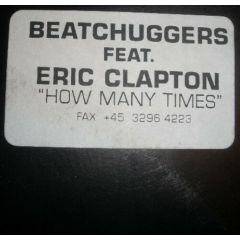 BEATCHUGGERS
FEAT.
ERIC CLAPTON
"HOW MANY TIMES"
FAX +45 3296 4223